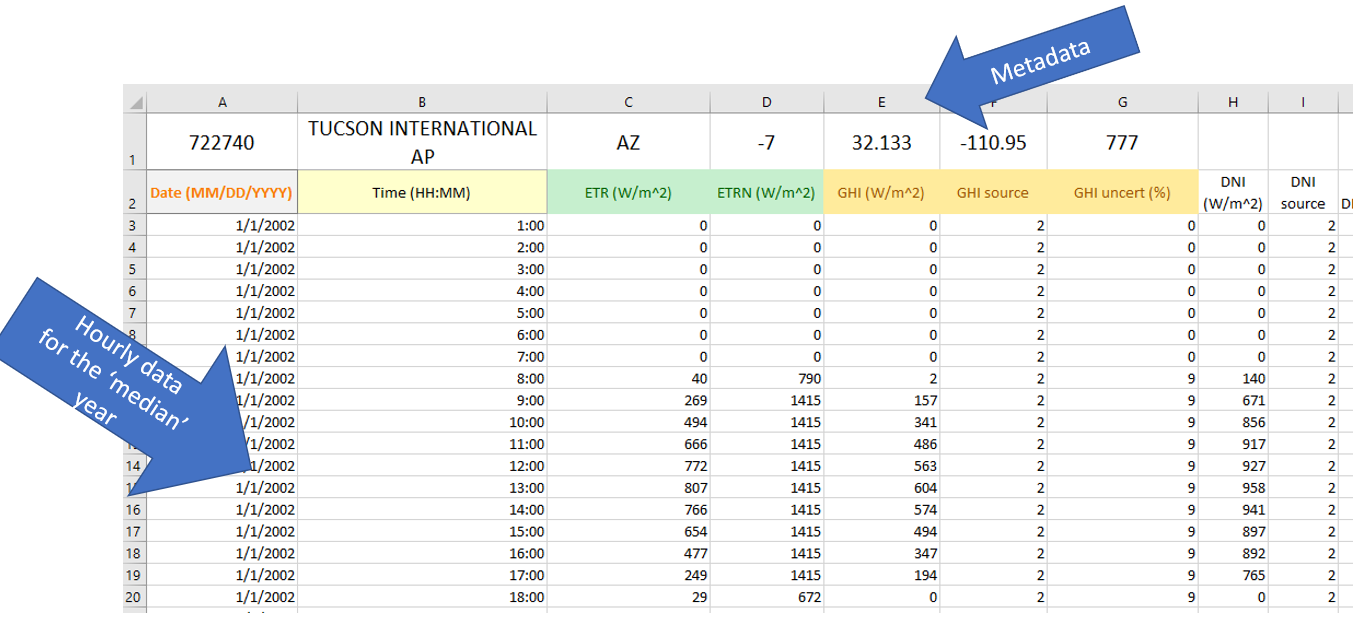 Metadata
A B C D E F G H I
1 722740 TUCSON INTERNATIONAL AP AZ -7 32.133 -110.95 777
2 Date (MM/DD/YYYY) Time (HH:MM) ETR (W/m^2) ETRN (W/m^2) GHI (W/m^2) GHI source GHI uncert (%) DNI (W/m^2) DNI source
3 1/1/2002 1:00 0 0 0 2 0 0 2
4 1/1/2002 2:00 0 0 0 2 0 0 2
5 1/1/2002 3:00 0 0 0 2 0 0 2
6 1/1/2002 4:00 0 0 0 2 0 0 2
7 1/1/2002 5:00 0 0 0 2 0 0 2
8 1/1/2002 6:00 0 0 0 2 0 0 2
1/1/2002 7:00 0 0 0 2 0 0 2
1/1/2002 8:00 40 790 2 2 9 140 2
1/1/2002 9:00 269 1415 157 2 9 671 2
1/1/2002 10:00 494 1415 341 2 9 856 2
1/1/2002 11:00 666 1415 486 2 9 917 2
14 1/1/2002 12:00 772 1415 563 2 9 927 2
1/1/2002 13:00 807 1415 604 2 9 958 2
16 1/1/2002 14:00 766 1415 574 2 9 941 2
17 1/1/2002 15:00 654 1415 494 2 9 897 2
18 1/1/2002 16:00 477 1415 347 2 9 892 2
19 1/1/2002 17:00 249 1415 194 2 9 765 2
20 1/1/2002 18:00 29 672 0 2 9 0 2
Hourly data
for the ‘median’
year